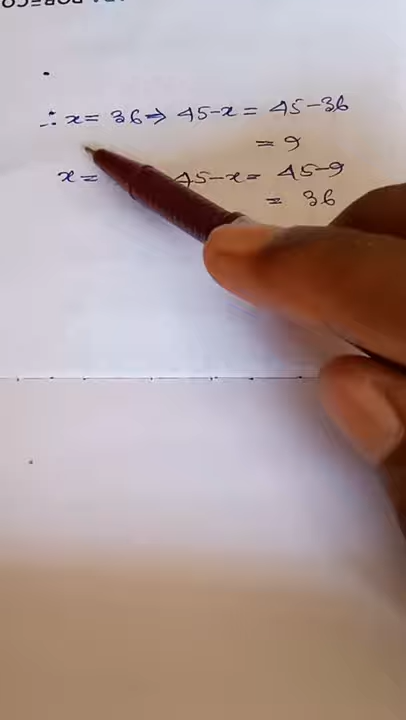 ∴ x = 36 ⇒ 45-x = 45-36
= 9
x = 45-x = 45-9
= 36